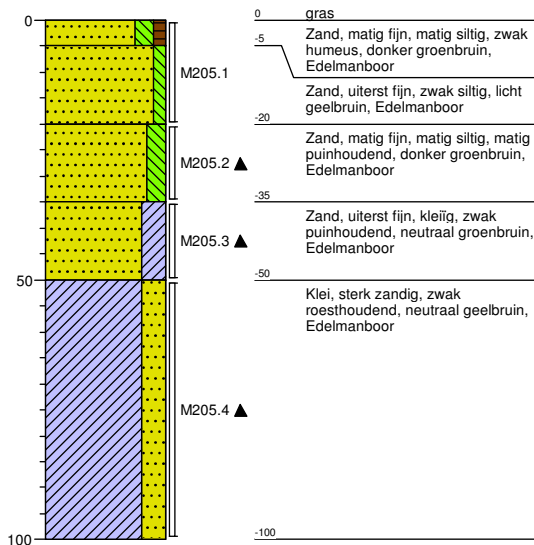 0
M205.1
M205.2
M205.3
50
M205.4
100
0
gras
Zand, matig fijn, matig siltig, zwak
humeus, donker groenbruin,
Edelmanboor
-5
Zand, uiterst fijn, zwak siltig, licht
geelbruin, Edelmanboor
-20
Zand, matig fijn, matig siltig, matig
puinhoudend, donker groenbruin,
Edelmanboor
-35
Zand, uiterst fijn, kleiïg, zwak
puinhoudend, neutraal groenbruin,
Edelmanboor
-50
Klei, sterk zandig, zwak
roesthoudend, neutraal geelbruin,
Edelmanboor
-100